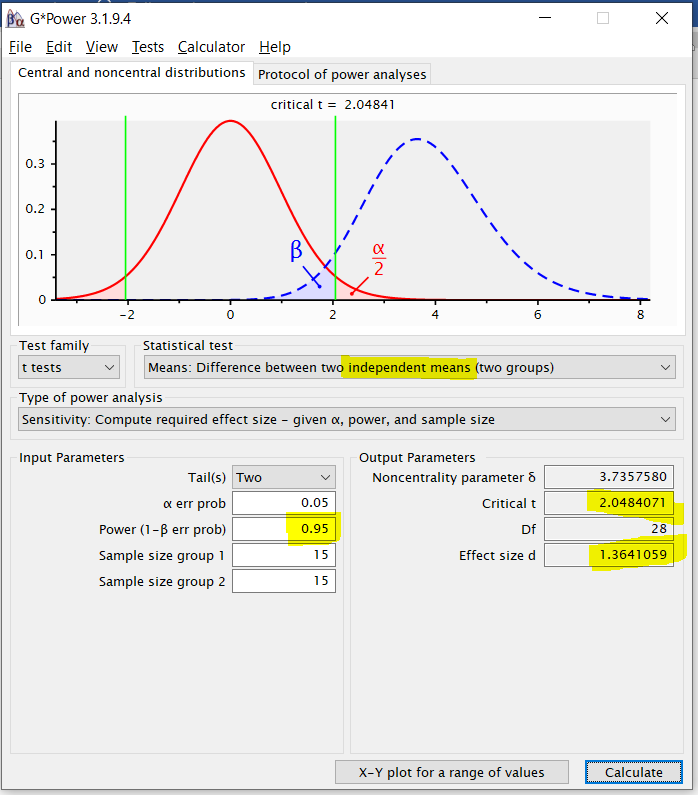 βα G*Power 3.1.9.4
File Edit View Tests Calculator Help
Central and noncentral distributions Protocol of power analyses
critical t = 2.04841
0.3
0.2
0.1
0
β
α
2
-2 0 2 4 6 8
Test family Statistical test
t tests Means: Difference between two independent means (two groups)
Type of power analysis
Sensitivity: Compute required effect size - given α, power, and sample size
Input Parameters
Tail(s) Two
α err prob 0.05
Power (1-β err prob) 0.95
Sample size group 1 15
Sample size group 2 15
Output Parameters
Noncentrality parameter δ 3.7357580
Critical t 2.0484071
Df 28
Effect size d 1.3641059
X-Y plot for a range of values Calculate